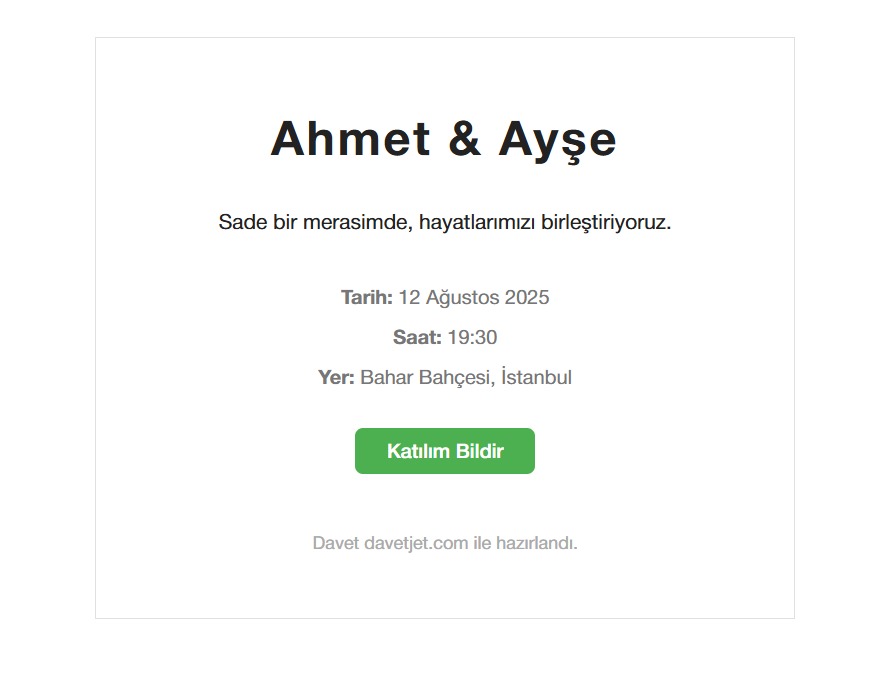 Ahmet & Ayşe
Sade bir merasimde, hayatlarımızı birleştiriyoruz.
Tarih: 12 Ağustos 2025
Saat: 19:30
Yer: Bahar Bahçesi, İstanbul
Katılım Bildir
Davet davetjet.com ile hazırlandı.